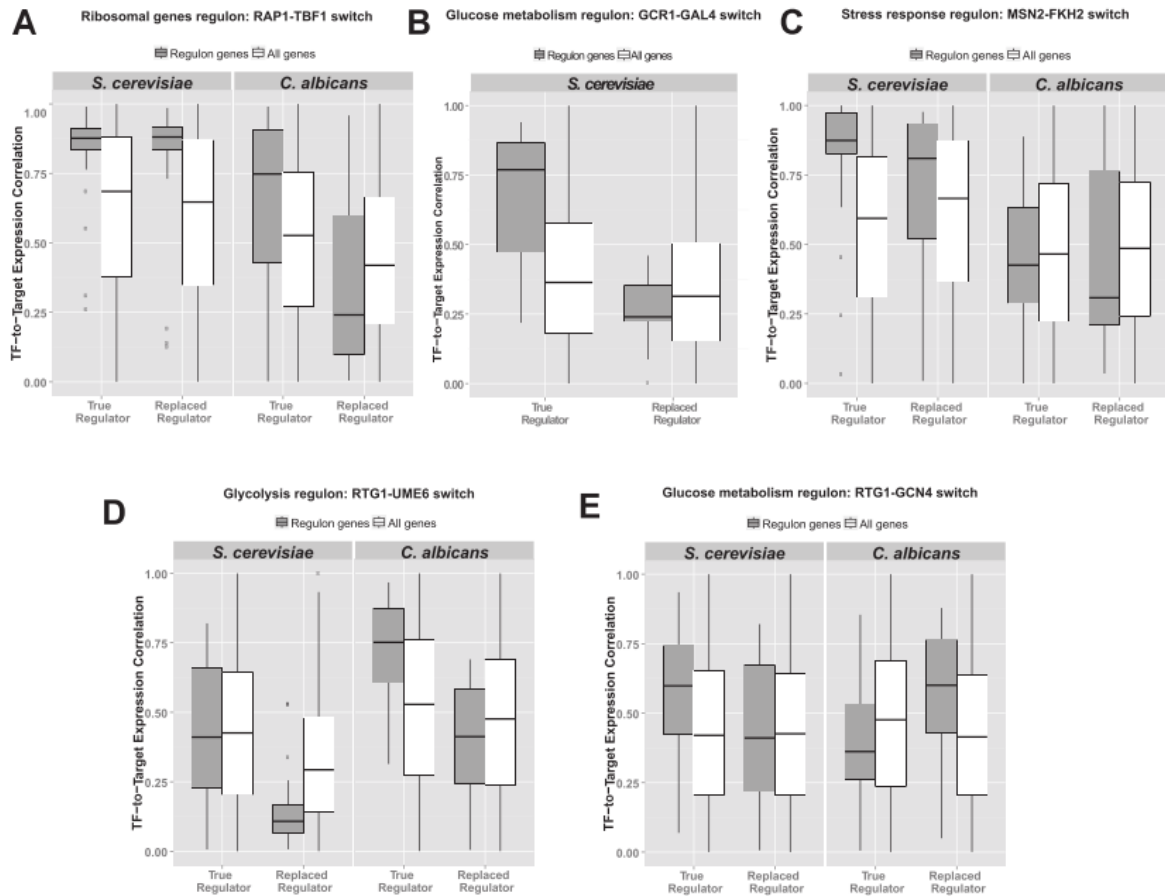 A
Ribosomal genes regulon: RAP1-TBF1 switch
Regulon genes All genes
S. cerevisiae C. albicans
TF-to-Target Expression Correlation
1.00
0.75
0.50
0.25
0.00
True Regulator
Replaced Regulator
True Regulator
Replaced Regulator
B
Glucose metabolism regulon: GCR1-GAL4 switch
Regulon genes All genes
S. cerevisiae
TF-to-Target Expression Correlation
1.00
0.75
0.50
0.25
0.00
True Regulator
Replaced Regulator
C
Stress response regulon: MSN2-FKH2 switch
Regulon genes All genes
S. cerevisiae C. albicans
TF-to-Target Expression Correlation
1.00
0.75
0.50
0.25
0.00
True Regulator
Replaced Regulator
True Regulator
Replaced Regulator
D
Glycolysis regulon: RTG1-UME6 switch
Regulon genes All genes
S. cerevisiae C. albicans
TF-to-Target Expression Correlation
1.00
0.75
0.50
0.25
0.00
True Regulator
Replaced Regulator
True Regulator
Replaced Regulator
E
Glucose metabolism regulon: RTG1-GCN4 switch
Regulon genes All genes
S. cerevisiae C. albicans
TF-to-Target Expression Correlation
1.00
0.75
0.50
0.25
0.00
True Regulator
Replaced Regulator
True Regulator
Replaced Regulator